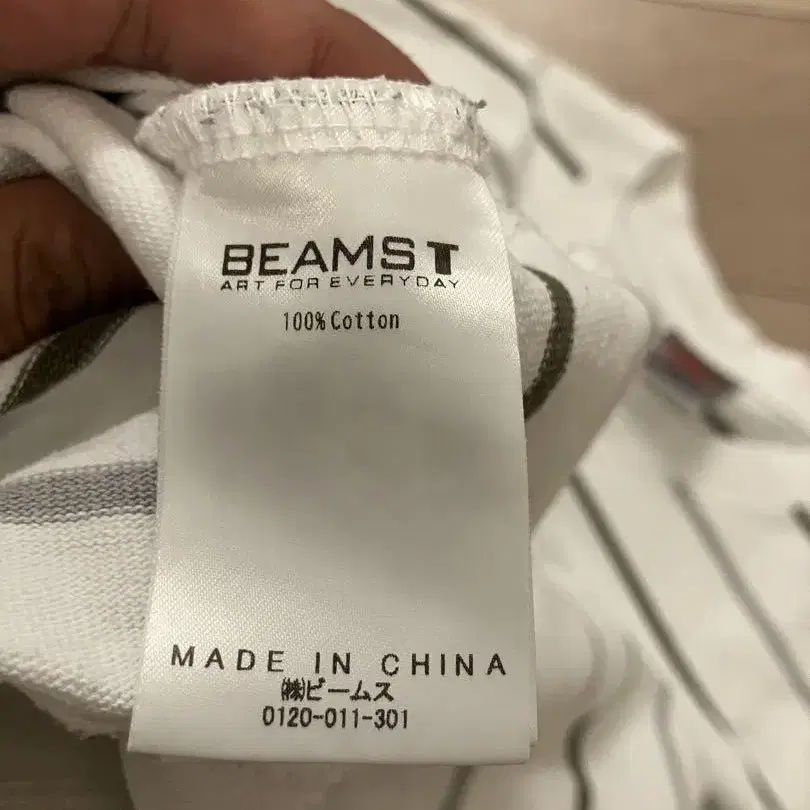 BEAMS T
ART FOR EVERYDAY
100% Cotton
MADE IN CHINA
㈱ビームス
0120-011-301